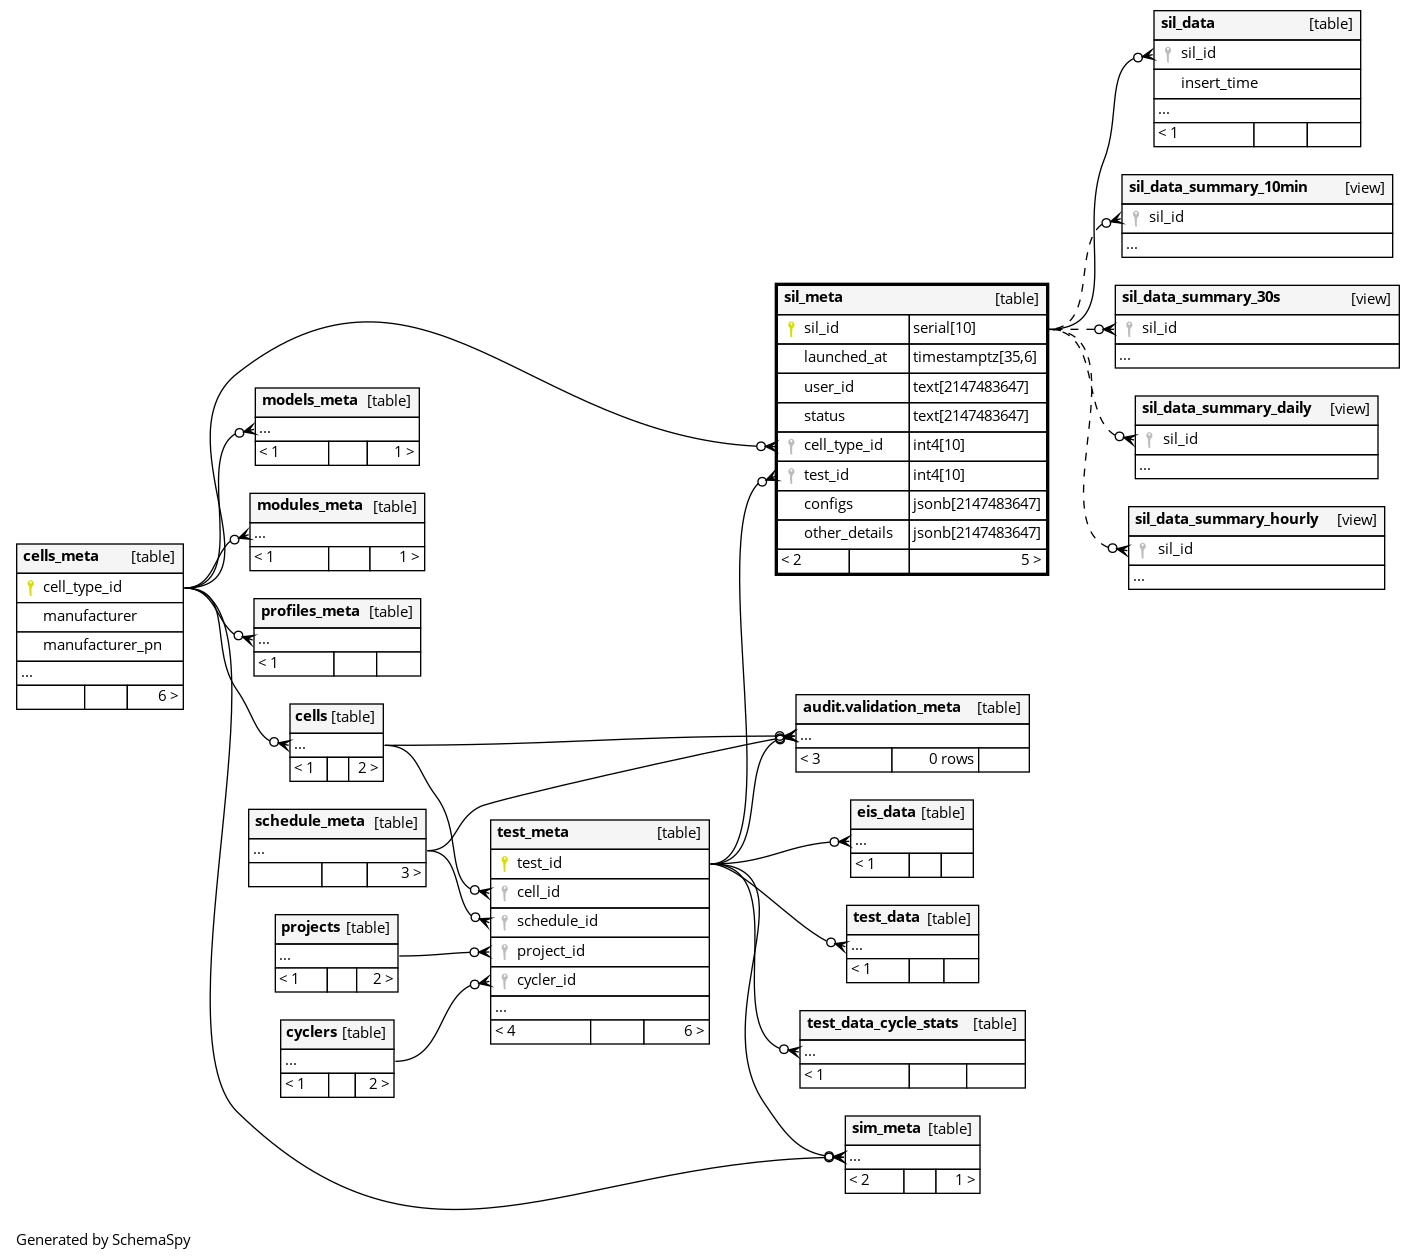 sil_data [table]
sil_id
insert_time
...
< 1
sil_data_summary_10min [view]
sil_id
...
sil_data_summary_30s [view]
sil_id
...
sil_data_summary_daily [view]
sil_id
...
sil_data_summary_hourly [view]
sil_id
...
sil_meta [table]
sil_id serial[10]
launched_at timestamptz[35,6]
user_id text[2147483647]
status text[2147483647]
cell_type_id int4[10]
test_id int4[10]
configs jsonb[2147483647]
other_details jsonb[2147483647]
< 2 5 >
models_meta [table]
...
< 1 1 >
modules_meta [table]
...
< 1 1 >
cells_meta [table]
cell_type_id
manufacturer
manufacturer_pn
...
6 >
profiles_meta [table]
...
< 1
cells [table]
...
< 1 2 >
schedule_meta [table]
...
3 >
projects [table]
...
< 1 2 >
cyclers [table]
...
< 1 2 >
test_meta [table]
test_id
cell_id
schedule_id
project_id
cycler_id
...
< 4 6 >
audit.validation_meta [table]
...
< 3 0 rows
eis_data [table]
...
< 1
test_data [table]
...
< 1
test_data_cycle_stats [table]
...
< 1
sim_meta [table]
...
< 2 1 >
Generated by SchemaSpy